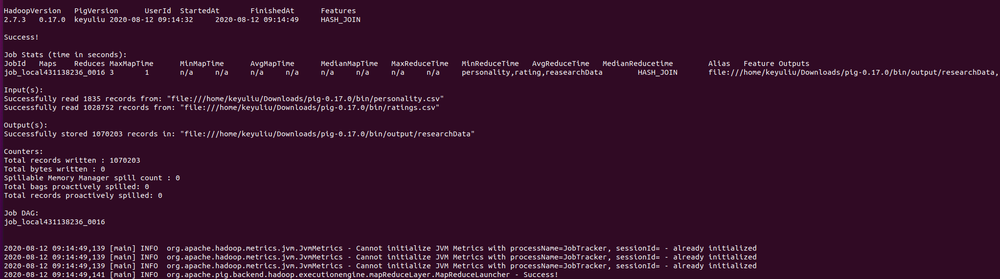 HadoopVersion PigVersion UserId StartedAt FinishedAt Features
2.7.3 0.17.0 keyuliu 2020-08-12 09:14:32 2020-08-12 09:14:49 HASH_JOIN
Success!
Job Stats (time in seconds):
JobId Maps Reduces MaxMapTime MinMapTime AvgMapTime MedianMapTime MaxReduceTime MinReduceTime AvgReduceTime MedianReducetime Alias Feature Outputs
job_local431138236_0016 3 1 n/a n/a n/a n/a n/a n/a n/a n/a personality,rating,reasearchData HASH_JOIN file:///home/keyuliu/Downloads/pig-0.17.0/bin/output/researchData,
Input(s):
Successfully read 1835 records from: "file:///home/keyuliu/Downloads/pig-0.17.0/bin/personality.csv"
Successfully read 1028752 records from: "file:///home/keyuliu/Downloads/pig-0.17.0/bin/ratings.csv"
Output(s):
Successfully stored 1070203 records in: "file:///home/keyuliu/Downloads/pig-0.17.0/bin/output/researchData"
Counters:
Total records written : 1070203
Total bytes written : 0
Spillable Memory Manager spill count : 0
Total bags proactively spilled: 0
Total records proactively spilled: 0
Job DAG:
job_local431138236_0016
2020-08-12 09:14:49,139 [main] INFO org.apache.hadoop.metrics.jvm.JvmMetrics - Cannot initialize JVM Metrics with processName=JobTracker, sessionId= - already initialized
2020-08-12 09:14:49,139 [main] INFO org.apache.hadoop.metrics.jvm.JvmMetrics - Cannot initialize JVM Metrics with processName=JobTracker, sessionId= - already initialized
2020-08-12 09:14:49,139 [main] INFO org.apache.hadoop.metrics.jvm.JvmMetrics - Cannot initialize JVM Metrics with processName=JobTracker, sessionId= - already initialized
2020-08-12 09:14:49,141 [main] INFO org.apache.pig.backend.hadoop.executionengine.mapReduceLayer.MapReduceLauncher - Success!